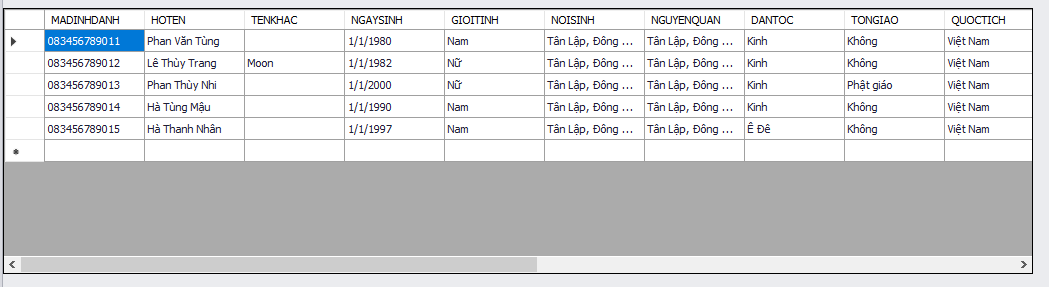 MADINHDANH HOTEN TENKHAC NGAYSINH GIOITINH NOISINH NGUYENQUAN DANTOC TONGIAO QUOCTICH
083456789011 Phan Văn Tùng 1/1/1980 Nam Tân Lập, Đông ... Tân Lập, Đông ... Kinh Không Việt Nam
083456789012 Lê Thùy Trang Moon 1/1/1982 Nữ Tân Lập, Đông ... Tân Lập, Đông ... Kinh Không Việt Nam
083456789013 Phan Thùy Nhi 1/1/2000 Nữ Tân Lập, Đông ... Tân Lập, Đông ... Kinh Phật giáo Việt Nam
083456789014 Hà Tùng Mậu 1/1/1990 Nam Tân Lập, Đông ... Tân Lập, Đông ... Kinh Không Việt Nam
083456789015 Hà Thanh Nhân 1/1/1997 Nam Tân Lập, Đông ... Tân Lập, Đông ... Ê Đê Không Việt Nam